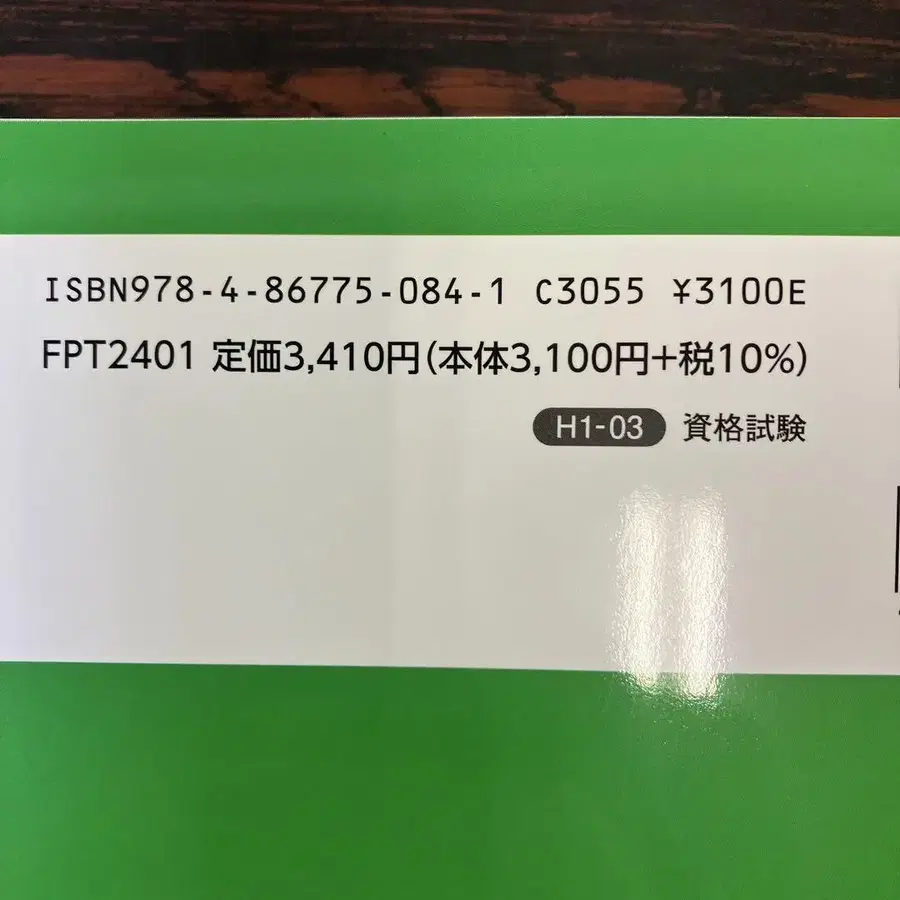 ISBN978-4-86775-084-1 C3055 ¥3100E
FPT2401 定価3,410円(本体3,100円+税10%)
H1-03 資格試験